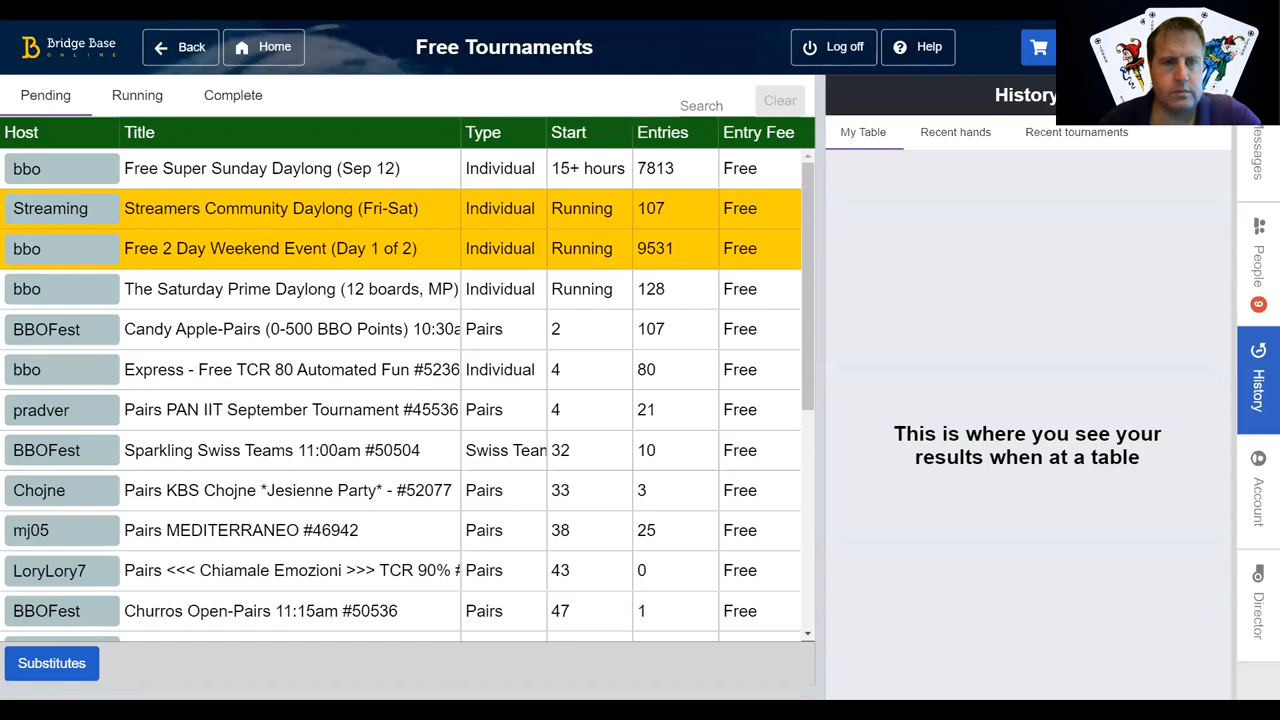 Bridge Base
ONLINE
Back
Home
Free Tournaments
Log off
Help
Pending
Running
Complete
Search
Clear
Host Title Type Start Entries Entry Fee
bbo Free Super Sunday Daylong (Sep 12) Individual 15+ hours 7813 Free
Streaming Streamers Community Daylong (Fri-Sat) Individual Running 107 Free
bbo Free 2 Day Weekend Event (Day 1 of 2) Individual Running 9531 Free
bbo The Saturday Prime Daylong (12 boards, MP) Individual Running 128 Free
BBOFest Candy Apple-Pairs (0-500 BBO Points) 10:30a Pairs 2 107 Free
bbo Express - Free TCR 80 Automated Fun #5236 Individual 4 80 Free
pradver Pairs PAN IIT September Tournament #45536 Pairs 4 21 Free
BBOFest Sparkling Swiss Teams 11:00am #50504 Swiss Team 32 10 Free
Chojne Pairs KBS Chojne *Jesienne Party* - #52077 Pairs 33 3 Free
mj05 Pairs MEDITERRANEO #46942 Pairs 38 25 Free
LoryLory7 Pairs <<< Chiamale Emozioni >>> TCR 90% # Pairs 43 0 Free
BBOFest Churros Open-Pairs 11:15am #50536 Pairs 47 1 Free
Substitutes
History
My Table
Recent hands
Recent tournaments
This is where you see your
results when at a table
Messages
People
9
History
Account
Director